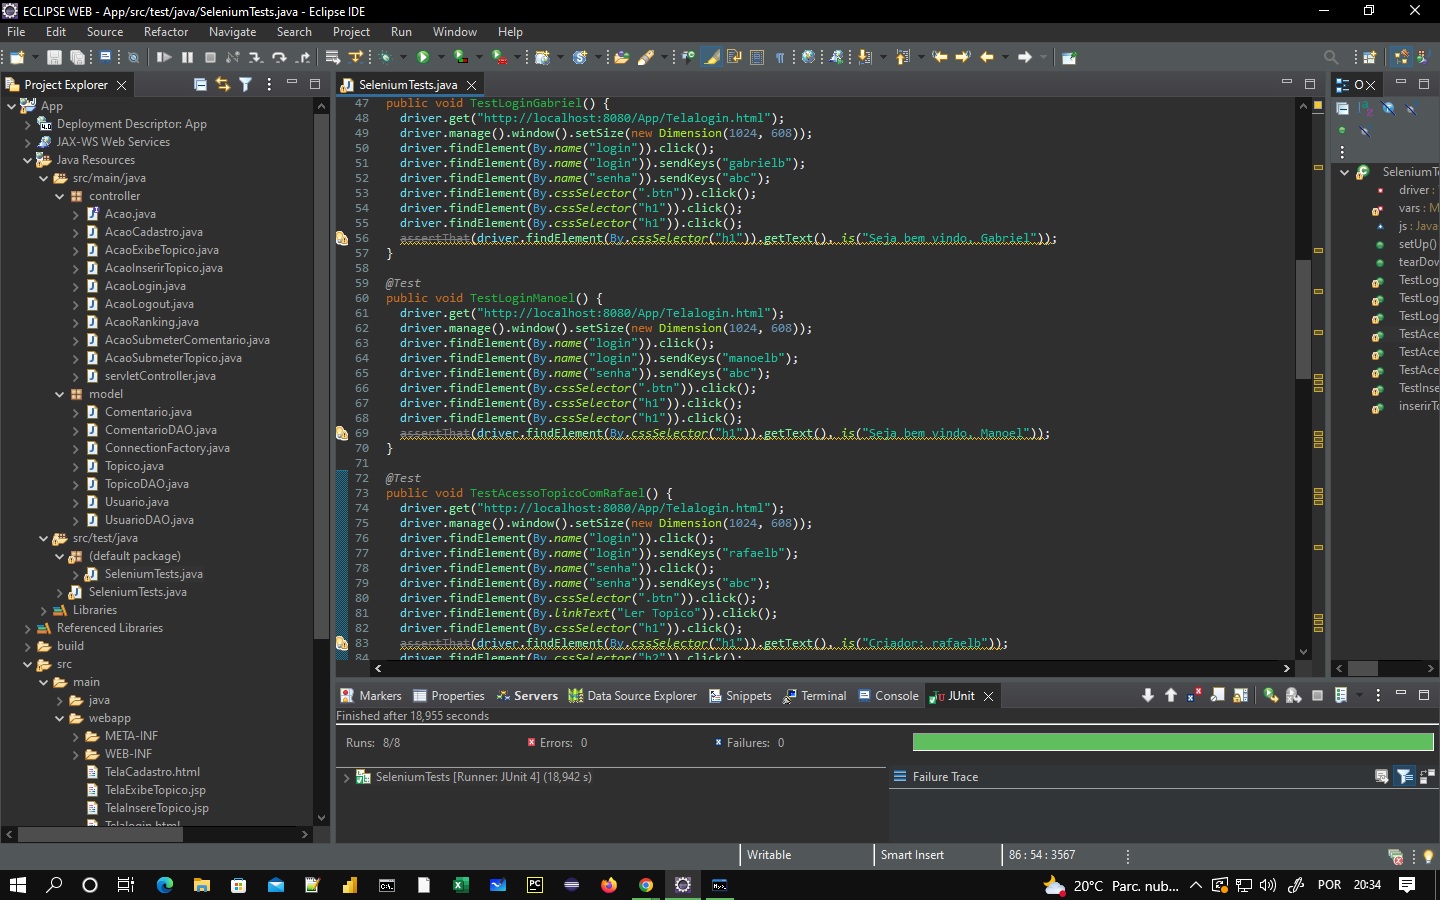 ECLIPSE WEB - App/src/test/java/SeleniumTests.java - Eclipse IDE
File Edit Source Refactor Navigate Search Project Run Window Help
Project Explorer
App
Deployment Descriptor: App
JAX-WS Web Services
Java Resources
src/main/java
controller
Acao.java
AcaoCadastro.java
AcaoExibeTopico.java
AcaoInserirTopico.java
AcaoLogin.java
AcaoLogout.java
AcaoRanking.java
AcaoSubmeterComentario.java
AcaoSubmeterTopico.java
servletController.java
model
Comentario.java
ComentarioDAO.java
ConnectionFactory.java
Topico.java
TopicoDAO.java
Usuario.java
UsuarioDAO.java
src/test/java
(default package)
SeleniumTests.java
SeleniumTests.java
Libraries
Referenced Libraries
build
src
main
java
webapp
META-INF
WEB-INF
TelaCadastro.html
TelaExibeTopico.jsp
TelaInsereTopico.jsp
Telalogin.html
SeleniumTests.java
47 public void TestLoginGabriel() {
48 driver.get("http://localhost:8080/App/Telalogin.html");
49 driver.manage().window().setSize(new Dimension(1024, 608));
50 driver.findElement(By.name("login")).click();
51 driver.findElement(By.name("login")).sendKeys("gabrielb");
52 driver.findElement(By.name("senha")).sendKeys("abc");
53 driver.findElement(By.cssSelector(".btn")).click();
54 driver.findElement(By.cssSelector("h1")).click();
55 driver.findElement(By.cssSelector("h1")).click();
56 assertThat(driver.findElement(By.cssSelector("h1")).getText(), is("Seja bem vindo, Gabriel"));
57 }
58
59 @Test
60 public void TestLoginManoel() {
61 driver.get("http://localhost:8080/App/Telalogin.html");
62 driver.manage().window().setSize(new Dimension(1024, 608));
63 driver.findElement(By.name("login")).click();
64 driver.findElement(By.name("login")).sendKeys("manoelb");
65 driver.findElement(By.name("senha")).sendKeys("abc");
66 driver.findElement(By.cssSelector(".btn")).click();
67 driver.findElement(By.cssSelector("h1")).click();
68 driver.findElement(By.cssSelector("h1")).click();
69 assertThat(driver.findElement(By.cssSelector("h1")).getText(), is("Seja bem vindo, Manoel"));
70 }
71
72 @Test
73 public void TestAcessoTopicoComRafael() {
74 driver.get("http://localhost:8080/App/Telalogin.html");
75 driver.manage().window().setSize(new Dimension(1024, 608));
76 driver.findElement(By.name("login")).click();
77 driver.findElement(By.name("login")).sendKeys("rafaelb");
78 driver.findElement(By.name("senha")).click();
79 driver.findElement(By.name("senha")).sendKeys("abc");
80 driver.findElement(By.cssSelector(".btn")).click();
81 driver.findElement(By.linkText("Ler Topico")).click();
82 driver.findElement(By.cssSelector("h1")).click();
83 assertThat(driver.findElement(By.cssSelector("h1")).getText(), is("Criador: rafaelb"));
84 driver.findElement(By.cssSelector("h2")).click();
O
SeleniumTe
driver :
vars : M
js : Java
setUp()
tearDow
TestLog
TestLog
TestLog
TestAce
TestAce
TestAce
TestInse
inserirTo
Markers Properties Servers Data Source Explorer Snippets Terminal Console JUnit
Finished after 18,955 seconds
Runs: 8/8 Errors: 0 Failures: 0
SeleniumTests [Runner: JUnit 4] (18,942 s)
Failure Trace
Writable Smart Insert 86 : 54 : 3567
20°C Parc. nub... POR 20:34